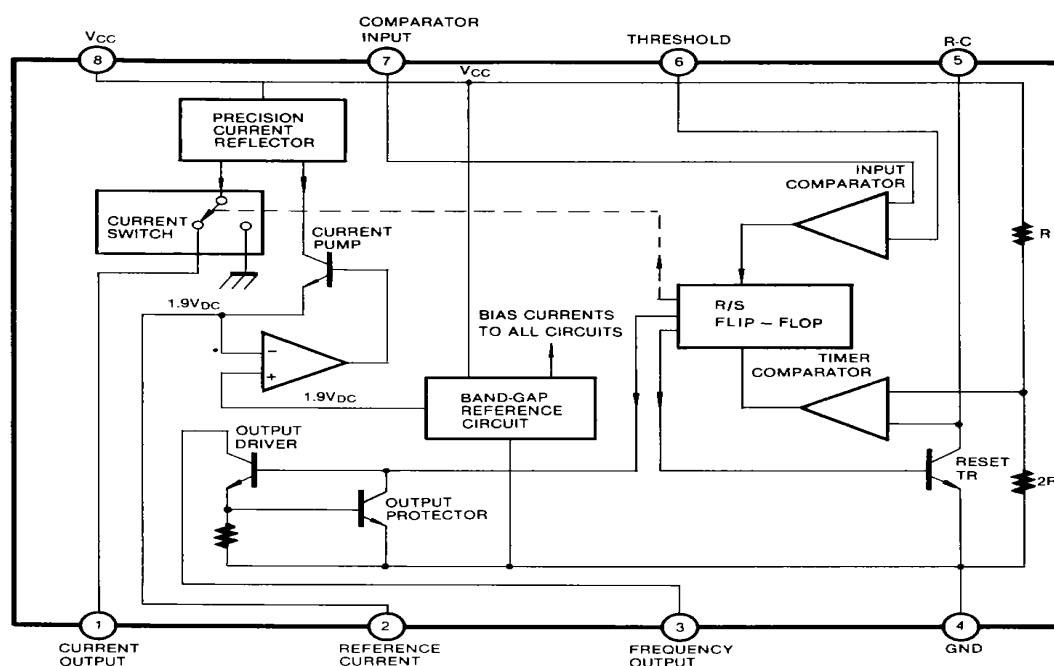 VCC
8
COMPARATOR
INPUT
7
VCC
THRESHOLD
6
R-C
5
PRECISION
CURRENT
REFLECTOR
INPUT
COMPARATOR
CURRENT
SWITCH
CURRENT
PUMP
R
1.9VDC
BIAS CURRENTS
TO ALL CIRCUITS
R/S
FLIP – FLOP
TIMER
COMPARATOR
−
+
1.9VDC
BAND-GAP
REFERENCE
CIRCUIT
OUTPUT
DRIVER
RESET
TR
2R
OUTPUT
PROTECTOR
1
CURRENT
OUTPUT
2
REFERENCE
CURRENT
3
FREQUENCY
OUTPUT
4
GND